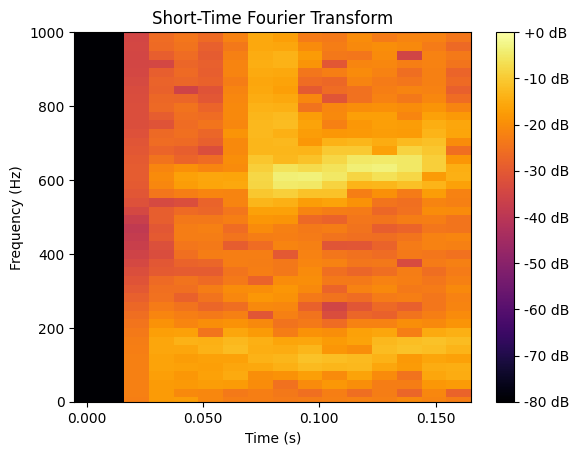 Short-Time Fourier Transform
1000
800
600
400
200
0
Frequency (Hz)
0.000
0.050
0.100
0.150
Time (s)
+0 dB
-10 dB
-20 dB
-30 dB
-40 dB
-50 dB
-60 dB
-70 dB
-80 dB